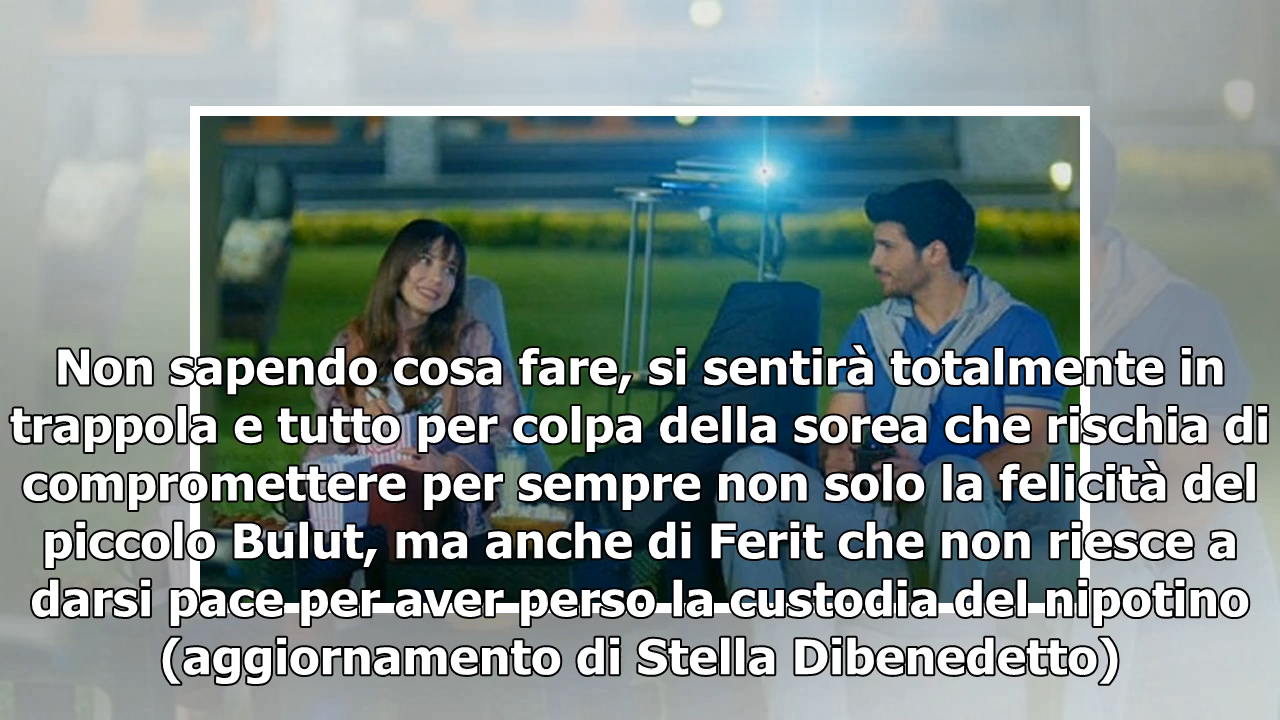 Non sapendo cosa fare, si sentirà totalmente in
trappola e tutto per colpa della sorea che rischia di
compromettere per sempre non solo la felicità del
piccolo Bulut, ma anche di Ferit che non riesce a
darsi pace per aver perso la custodia del nipotino
(aggiornamento di Stella Dibenedetto)